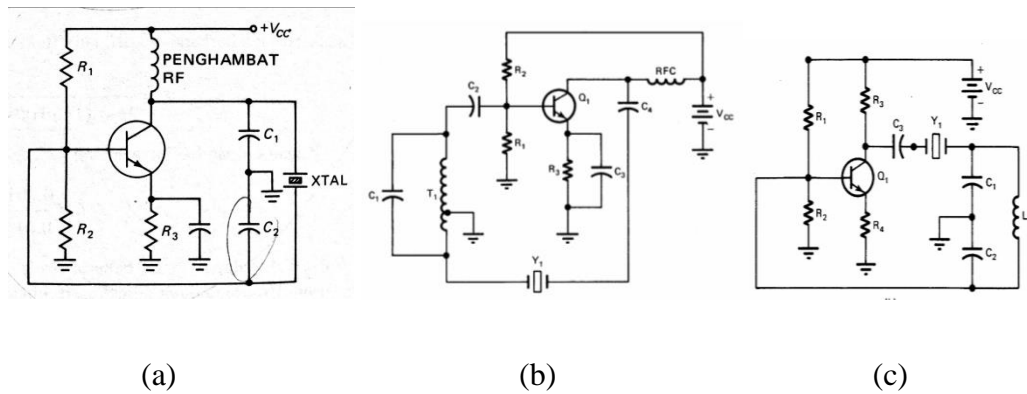 +VCC
PENGHAMBAT
RF
R1
C1
XTAL
R2
R3
C2
R2
RFC
C2
Q1
C4
+
VCC
−
R1
R3
C3
C1
T1
Y1
+
VCC
−
R3
R1
C3
Y1
Q1
C1
L
R2
R4
C2
(a)
(b)
(c)